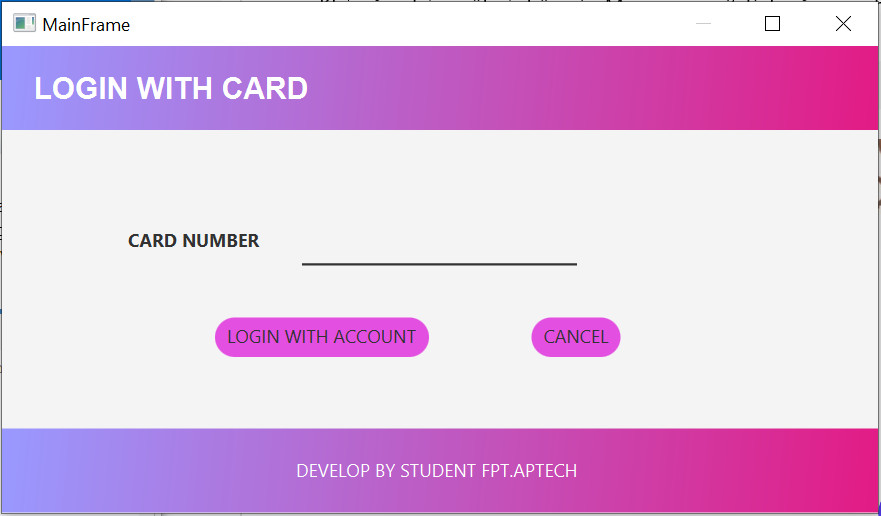 MainFrame
LOGIN WITH CARD
CARD NUMBER
LOGIN WITH ACCOUNT
CANCEL
DEVELOP BY STUDENT FPT.APTECH